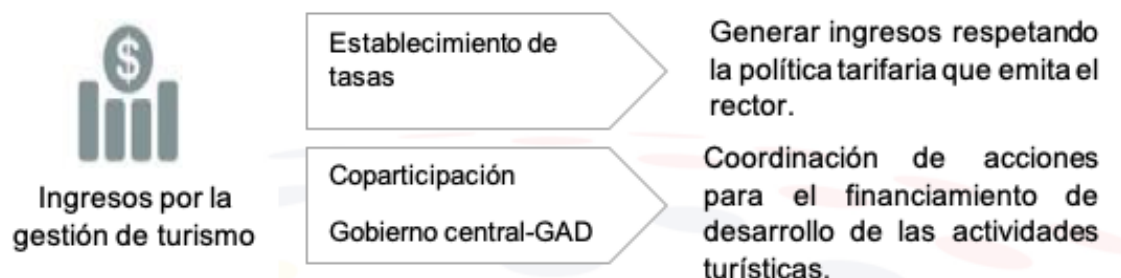 $
Ingresos por la
gestión de turismo
Establecimiento de
tasas
Generar ingresos respetando
la política tarifaria que emita el
rector.
Coparticipación
Gobierno central-GAD
Coordinación de acciones
para el financiamiento de
desarrollo de las actividades
turísticas.